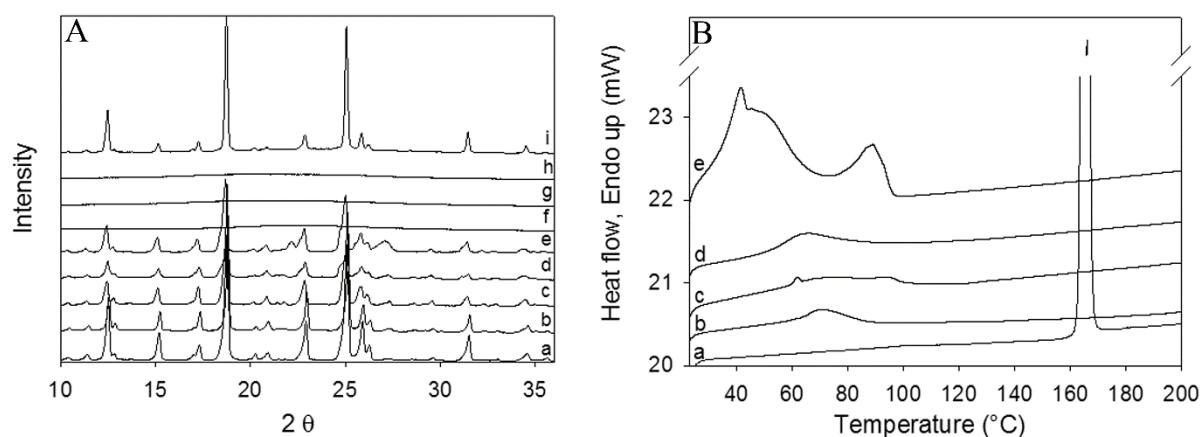 A
Intensity
i
h
g
f
e
d
c
b
a
10 15 20 25 30 35
2 θ
B
Heat flow, Endo up (mW)
23
22
21
20
e
d
c
b
a
40 60 80 100 120 140 160 180 200
Temperature (°C)